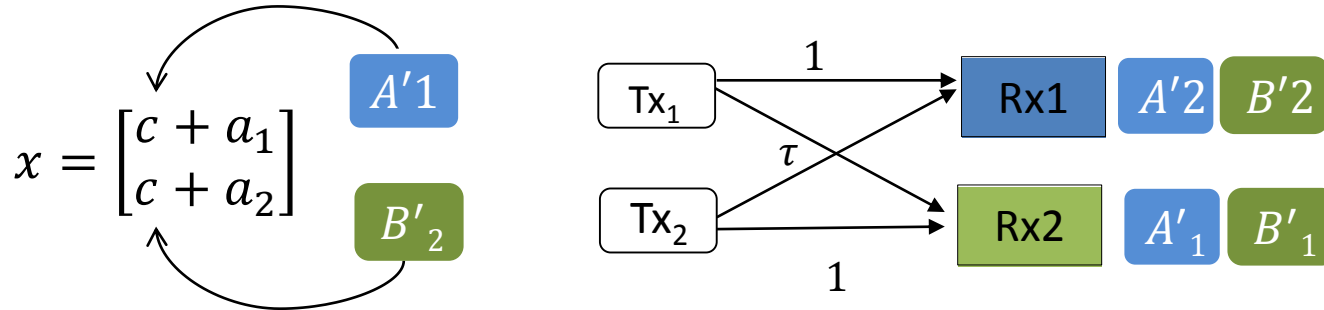 A′1
x = [c + a₁
c + a₂]
B′₂
1
Tx₁
Rx1
A′2
B′2
τ
Tx₂
Rx2
A′₁
B′₁
1